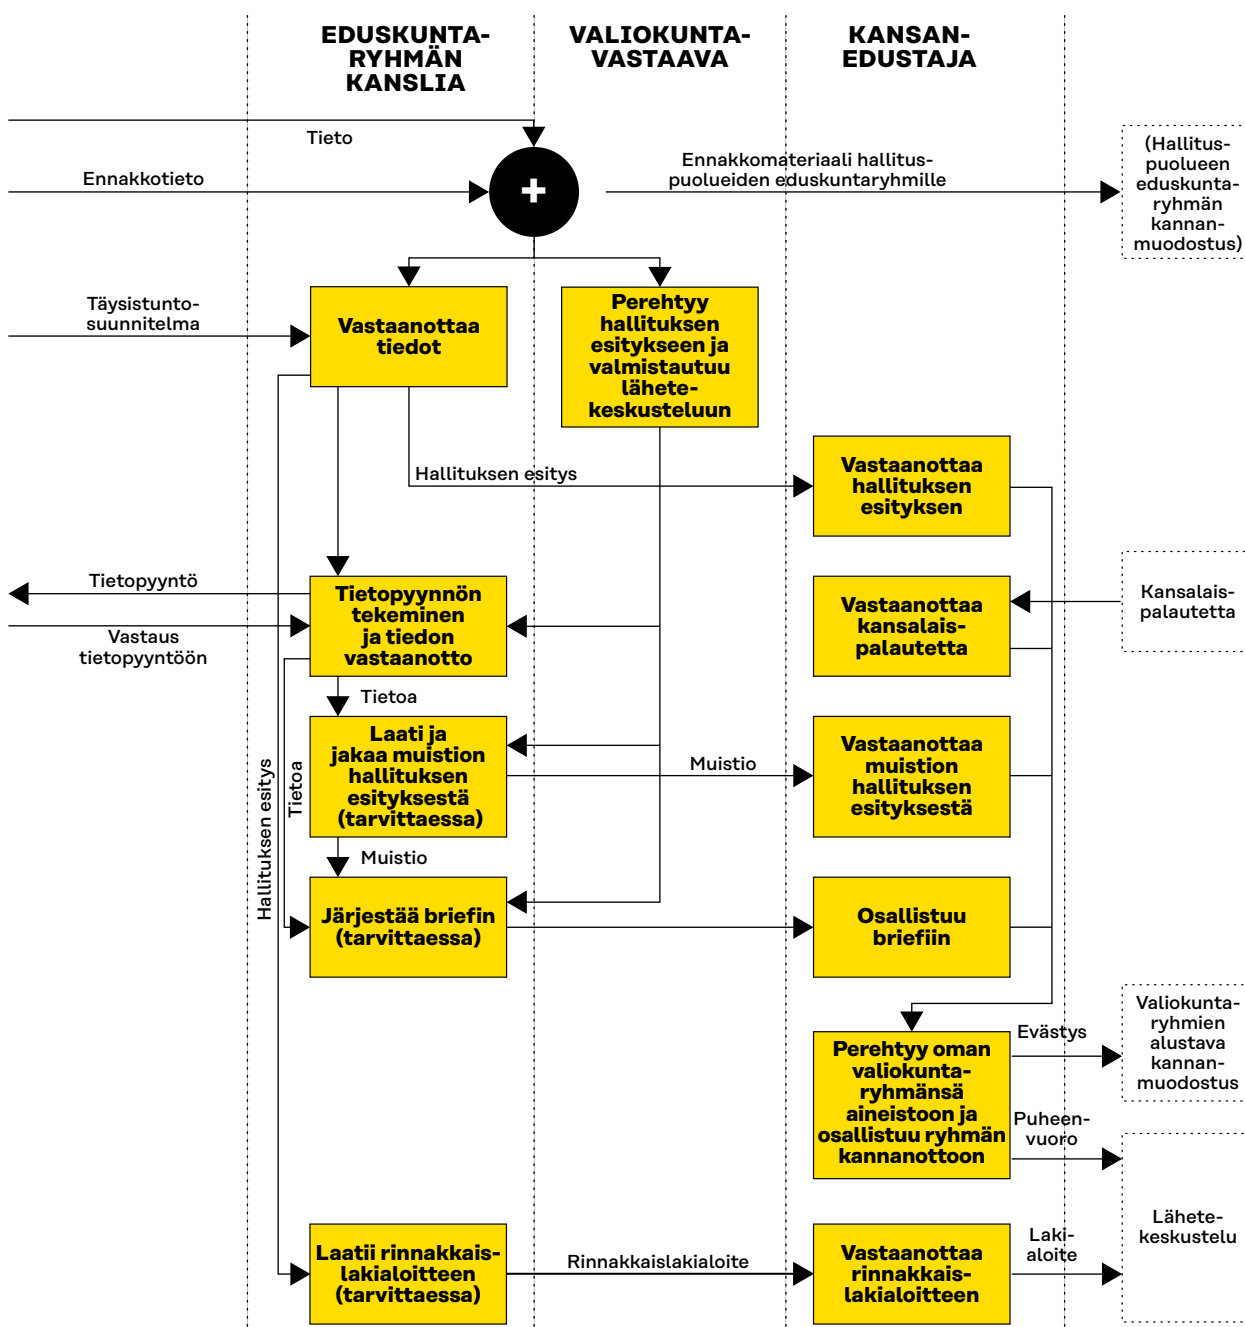 EDUSKUNTA-
RYHMÄN
KANSLIA
VALIOKUNTA-
VASTAAVA
KANSAN-
EDUSTAJA
Tieto
Ennakkotieto
+
Ennakkomateriaali hallitus-
puolueiden eduskuntaryhmille
(Hallitus-
puolueen
eduskunta-
ryhmän
kannan-
muodostus)
Täysistunto-
suunnitelma
Vastaanottaa
tiedot
Perehtyy
hallituksen
esitykseen ja
valmistautuu
lähete-
keskusteluun
Hallituksen esitys
Vastaanottaa
hallituksen
esityksen
Tietopyyntö
Vastaus
tietopyyntöön
Tietopyynnön
tekeminen
ja tiedon
vastaanotto
Vastaanottaa
kansalais-
palautetta
Kansalais-
palautetta
Tietoa
Laati ja
jakaa muistion
hallituksen
esityksestä
(tarvittaessa)
Muistio
Vastaanottaa
muistion
hallituksen
esityksestä
Hallituksen esitys
Tietoa
Muistio
Järjestää briefin
(tarvittaessa)
Osallistuu
briefiin
Perehtyy oman
valiokunta-
ryhmänsä
aineistoon ja
osallistuu ryhmän
kannanottoon
Evästys
Valiokunta-
ryhmien
alustava
kannan-
muodostus
Puheen-
vuoro
Lähete-
keskustelu
Laatii rinnakkais-
lakialoitteen
(tarvittaessa)
Rinnakkaislakialoite
Vastaanottaa
rinnakkais-
lakialoitteen
Laki-
aloite